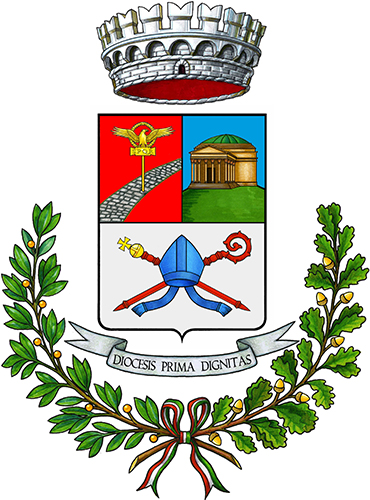 S·P·Q·R
DIOCESIS PRIMA DIGNITAS